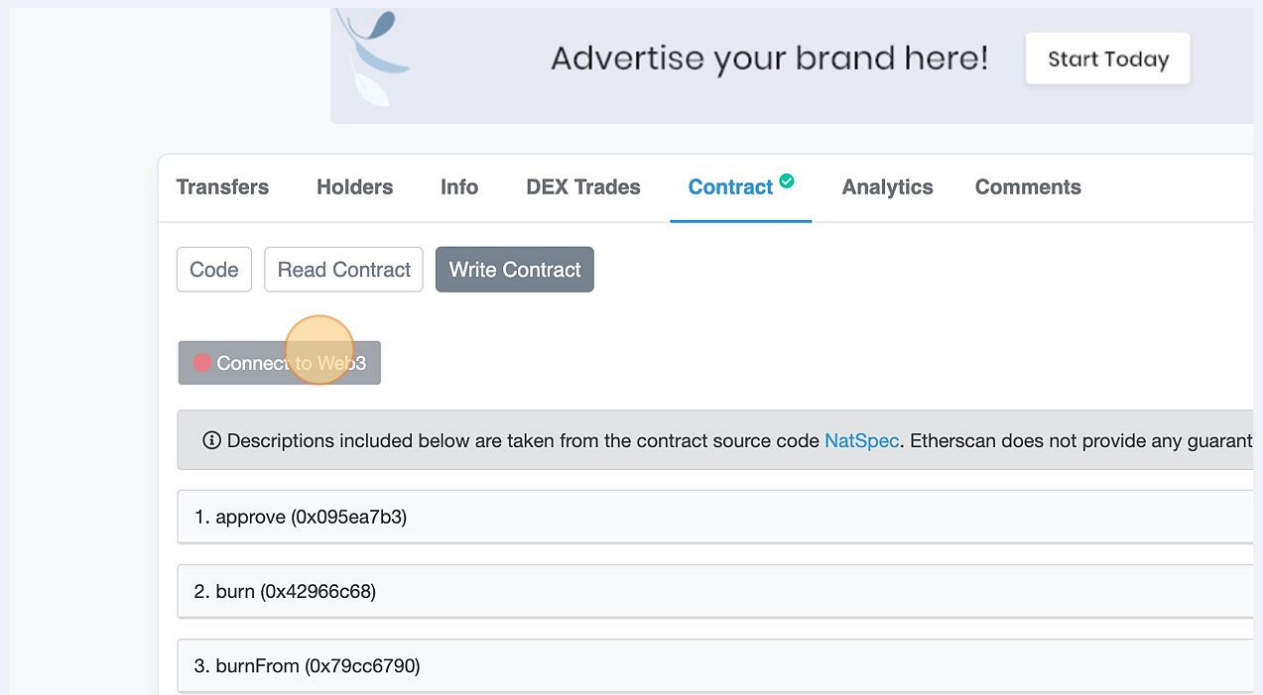 Advertise your brand here! Start Today
Transfers Holders Info DEX Trades Contract Analytics Comments
Code Read Contract Write Contract
Connect to Web3
Descriptions included below are taken from the contract source code NatSpec. Etherscan does not provide any guarant
1. approve (0x095ea7b3)
2. burn (0x42966c68)
3. burnFrom (0x79cc6790)